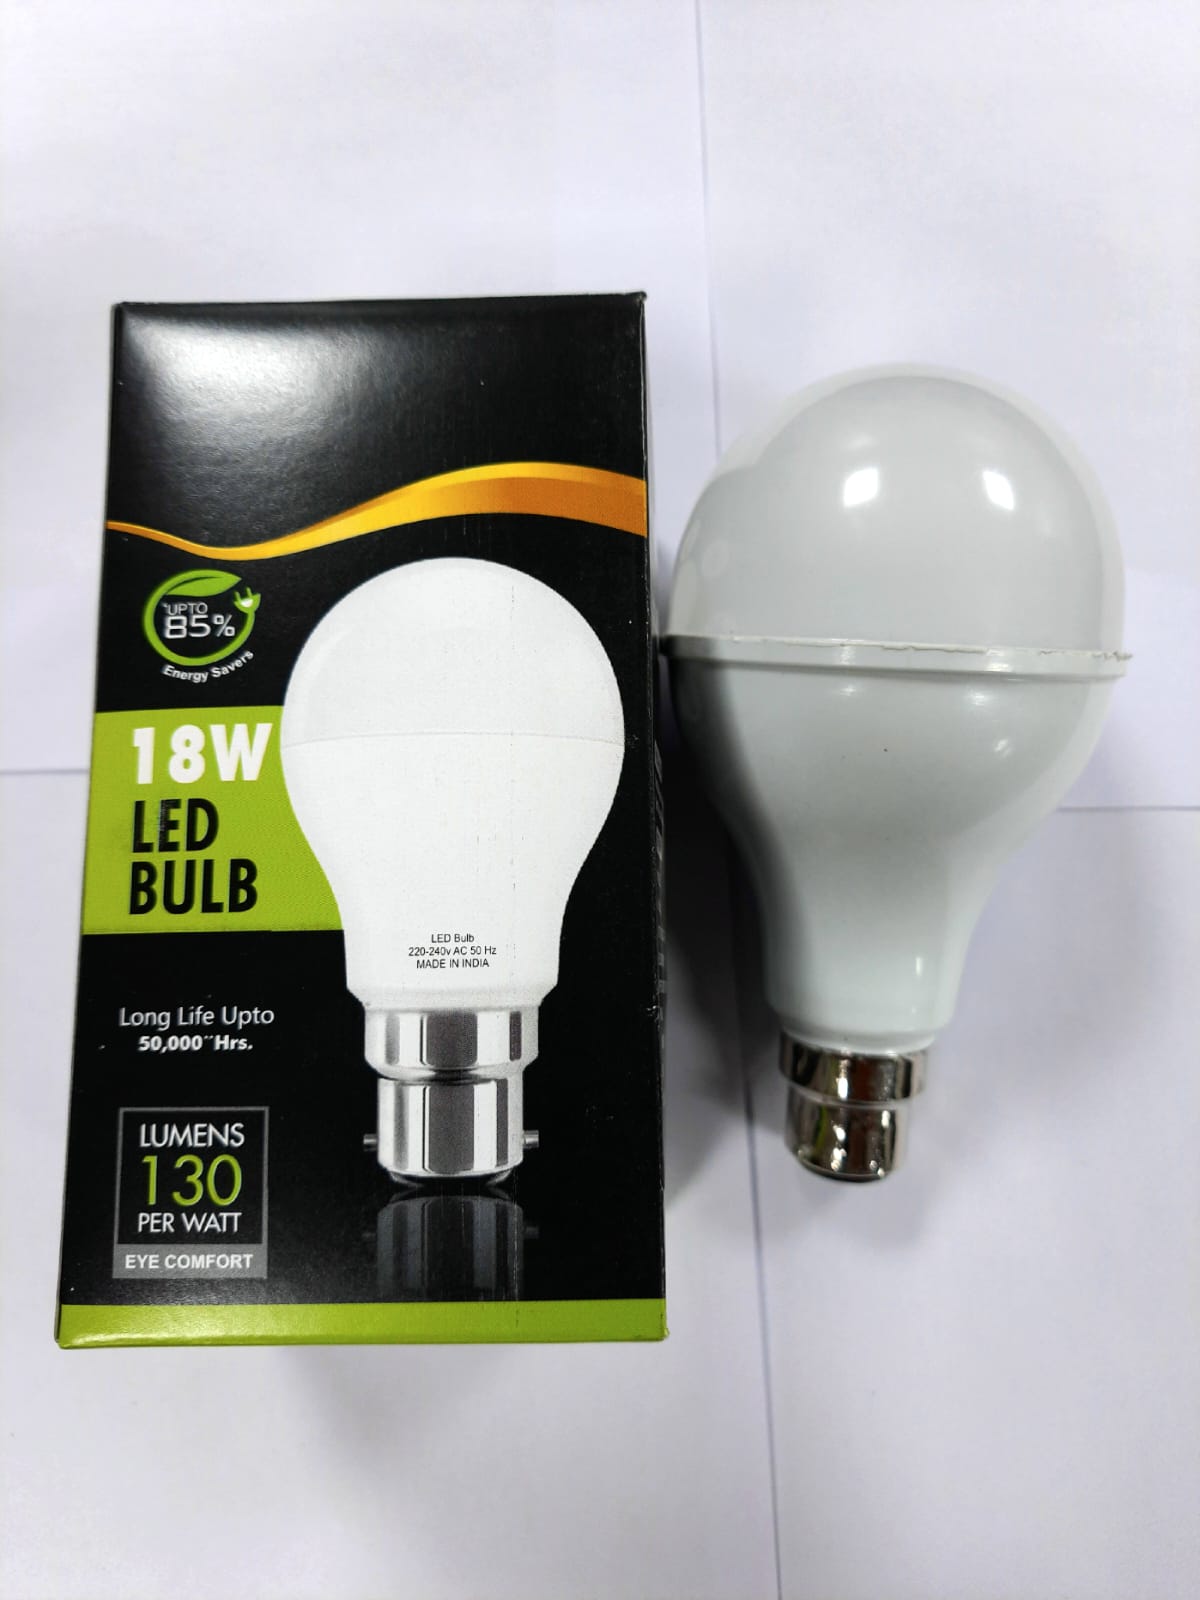 *UPTO
85%
Energy Savers
18W
LED
BULB
LED Bulb
220-240v AC 50 Hz
MADE IN INDIA
Long Life Upto
50,000**Hrs.
LUMENS
130
PER WATT
EYE COMFORT